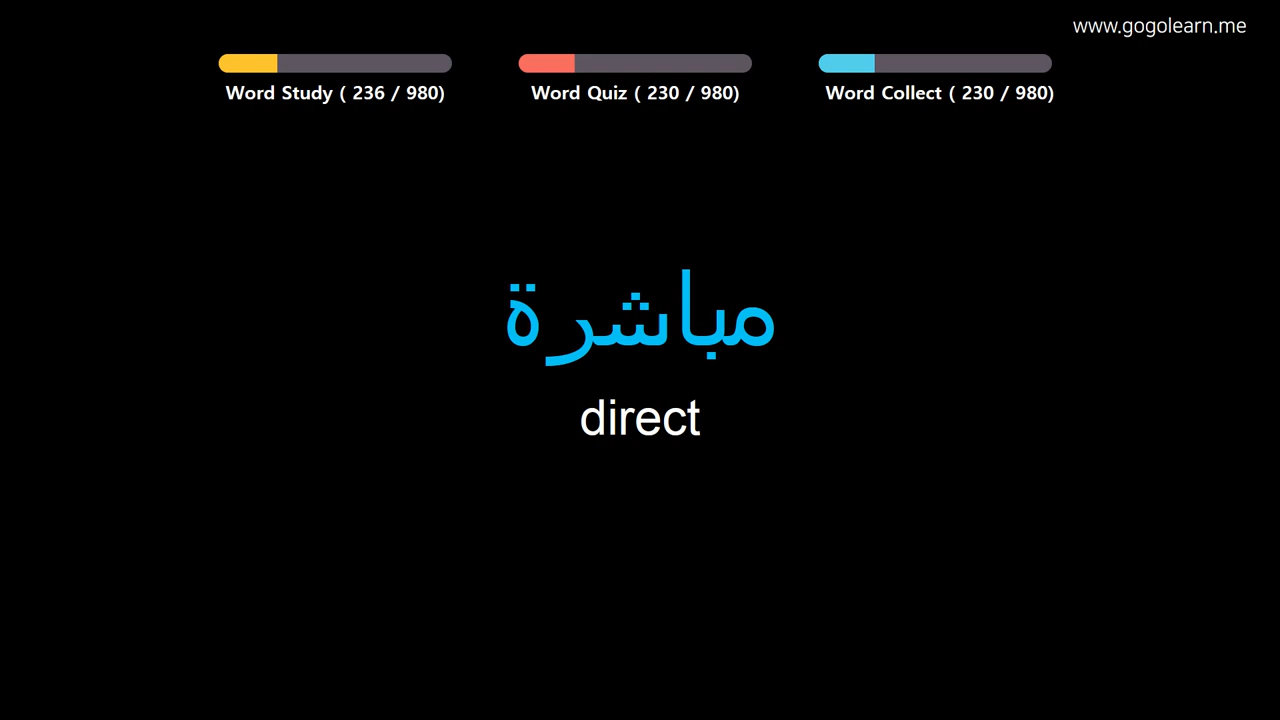 www.gogolearn.me
Word Study ( 236 / 980)
Word Quiz ( 230 / 980)
Word Collect ( 230 / 980)
مباشرة
direct